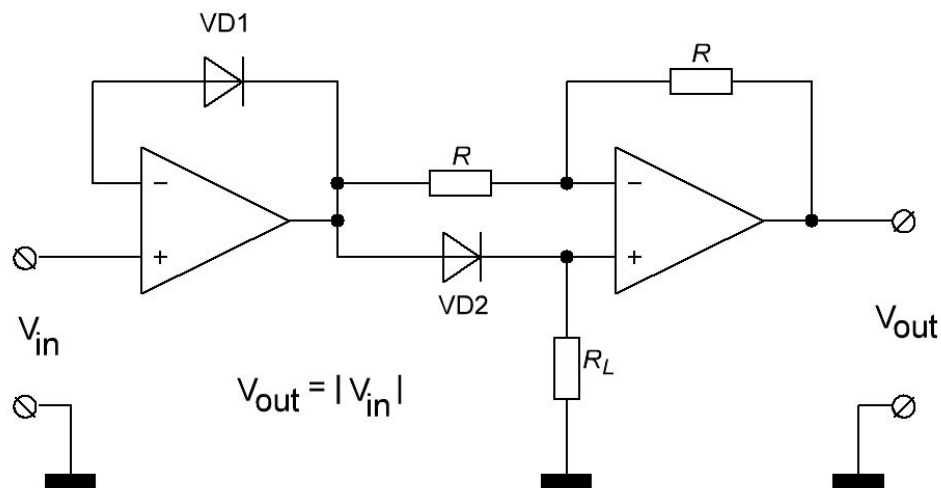 VD1
R
R
−
+
−
+
VD2
V_in
R_L
V_out
V_out = | V_in |